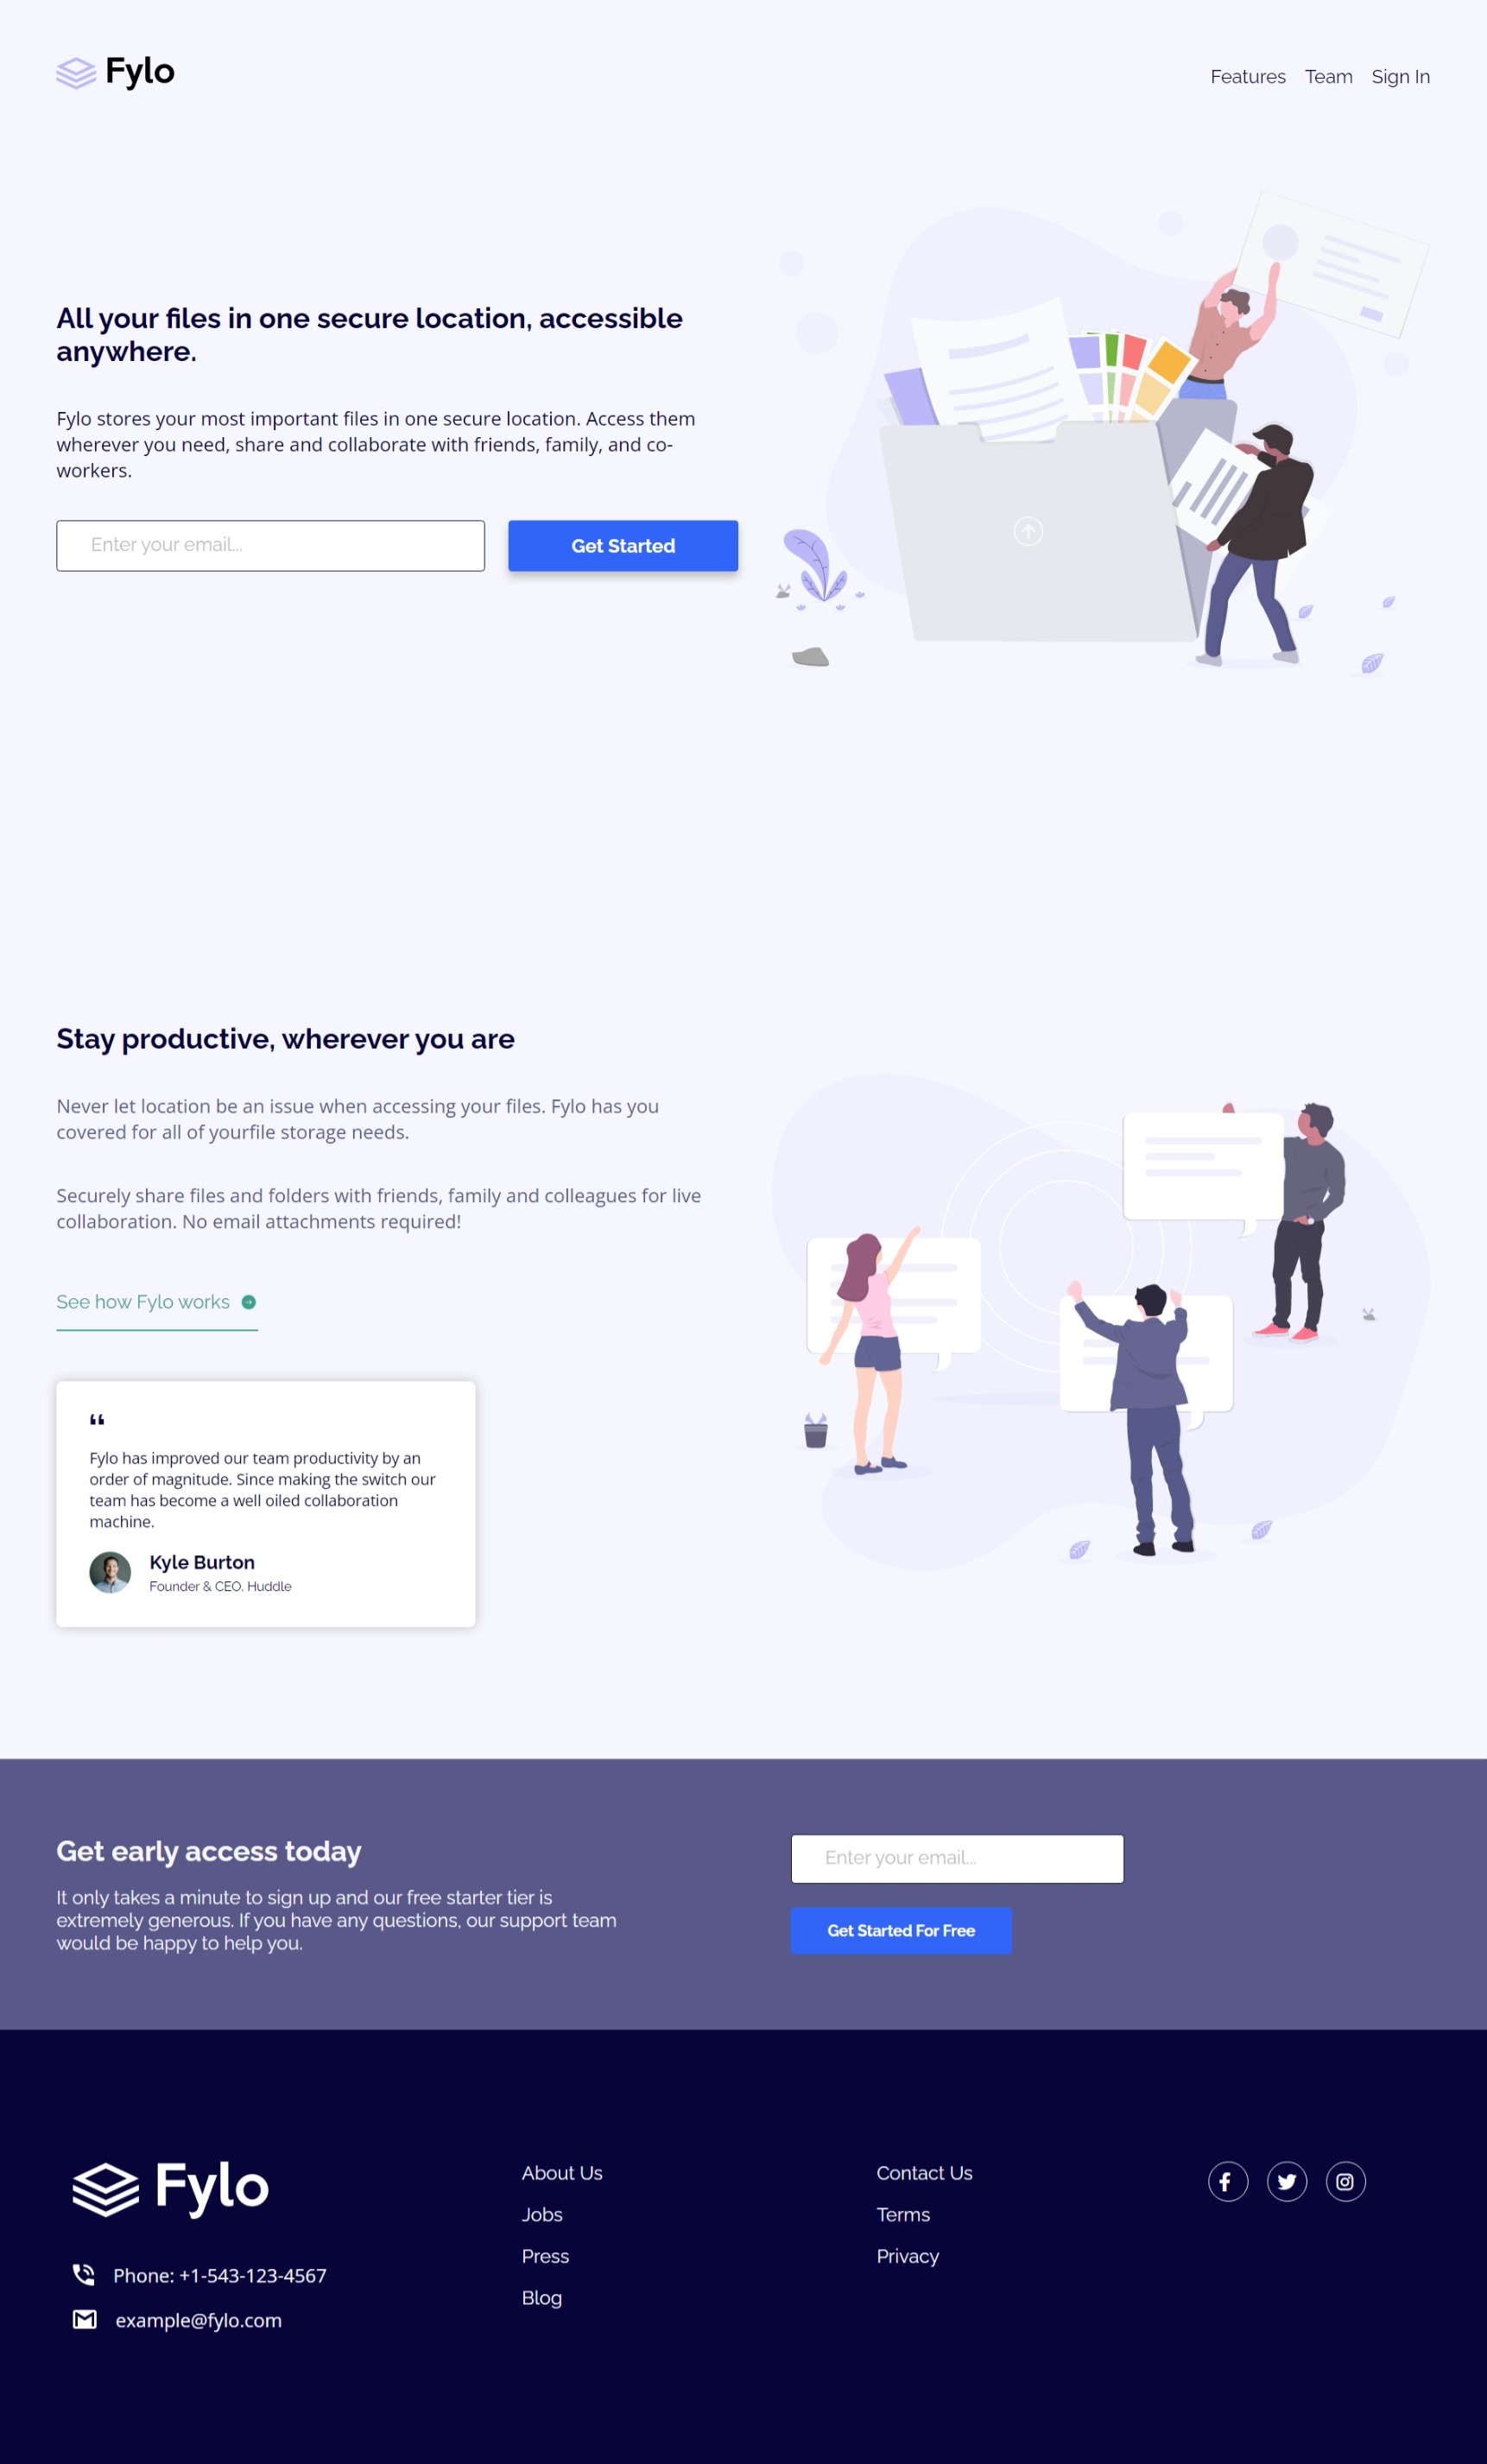 Fylo
Features Team Sign In
All your files in one secure location, accessible
anywhere.
Fylo stores your most important files in one secure location. Access them
wherever you need, share and collaborate with friends, family, and co-
workers.
Enter your email...
Get Started
Stay productive, wherever you are
Never let location be an issue when accessing your files. Fylo has you
covered for all of yourfile storage needs.
Securely share files and folders with friends, family and colleagues for live
collaboration. No email attachments required!
See how Fylo works
“
Fylo has improved our team productivity by an
order of magnitude. Since making the switch our
team has become a well oiled collaboration
machine.
Kyle Burton
Founder & CEO, Huddle
Get early access today
It only takes a minute to sign up and our free starter tier is
extremely generous. If you have any questions, our support team
would be happy to help you.
Enter your email...
Get Started For Free
Fylo
Phone: +1-543-123-4567
example@fylo.com
About Us
Jobs
Press
Blog
Contact Us
Terms
Privacy